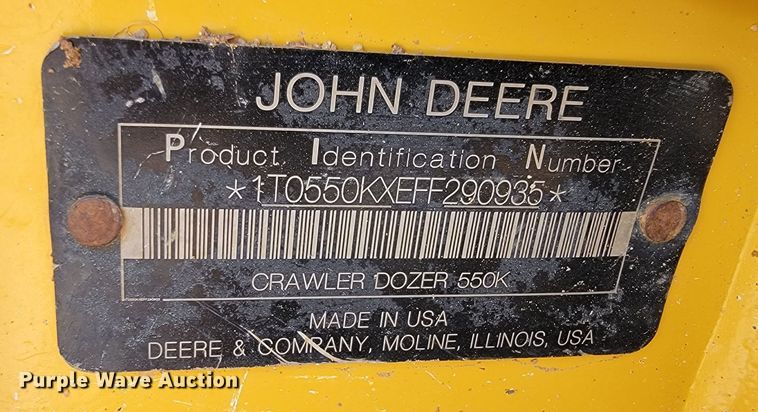 JOHN DEERE
Product Identification Number
*1T0550KXEFF290935*
CRAWLER DOZER 550K
MADE IN USA
DEERE & COMPANY, MOLINE, ILLINOIS, USA
Purple Wave Auction